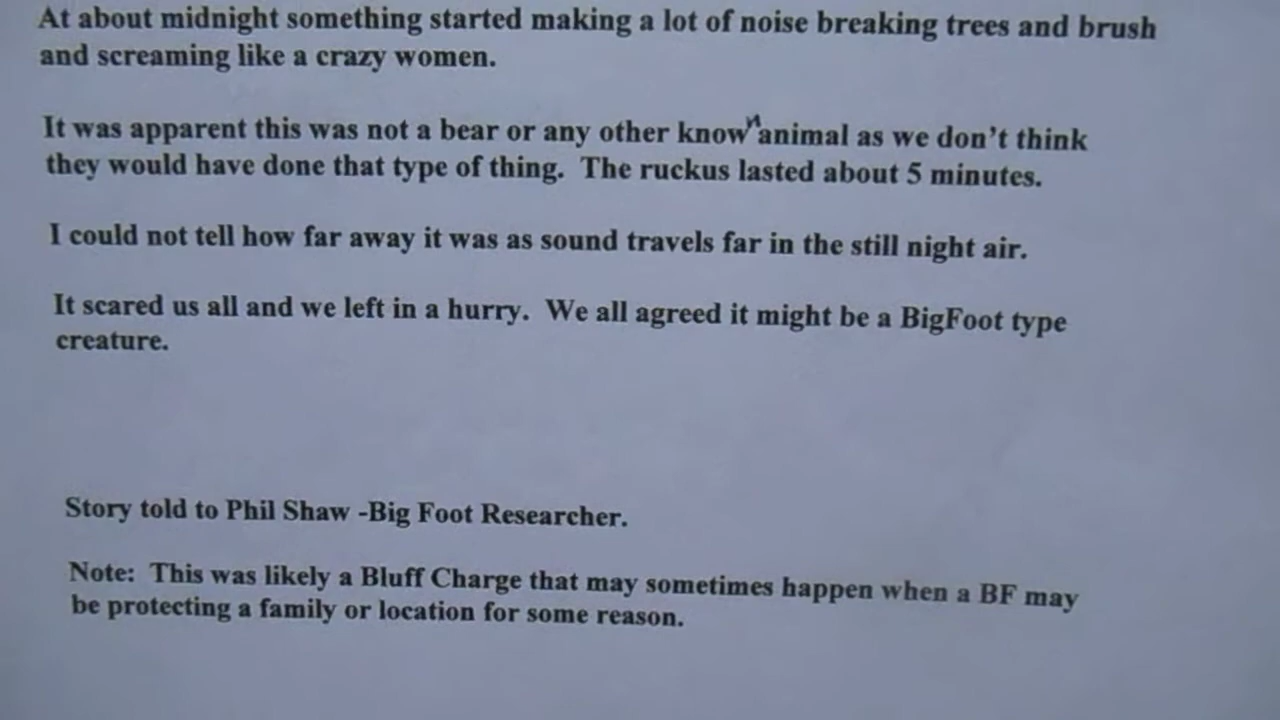 At about midnight something started making a lot of noise breaking trees and brush
and screaming like a crazy women.
It was apparent this was not a bear or any other known animal as we don't think
they would have done that type of thing.  The ruckus lasted about 5 minutes.
I could not tell how far away it was as sound travels far in the still night air.
It scared us all and we left in a hurry.  We all agreed it might be a BigFoot type
creature.
Story told to Phil Shaw -Big Foot Researcher.
Note:  This was likely a Bluff Charge that may sometimes happen when a BF may
be protecting a family or location for some reason.